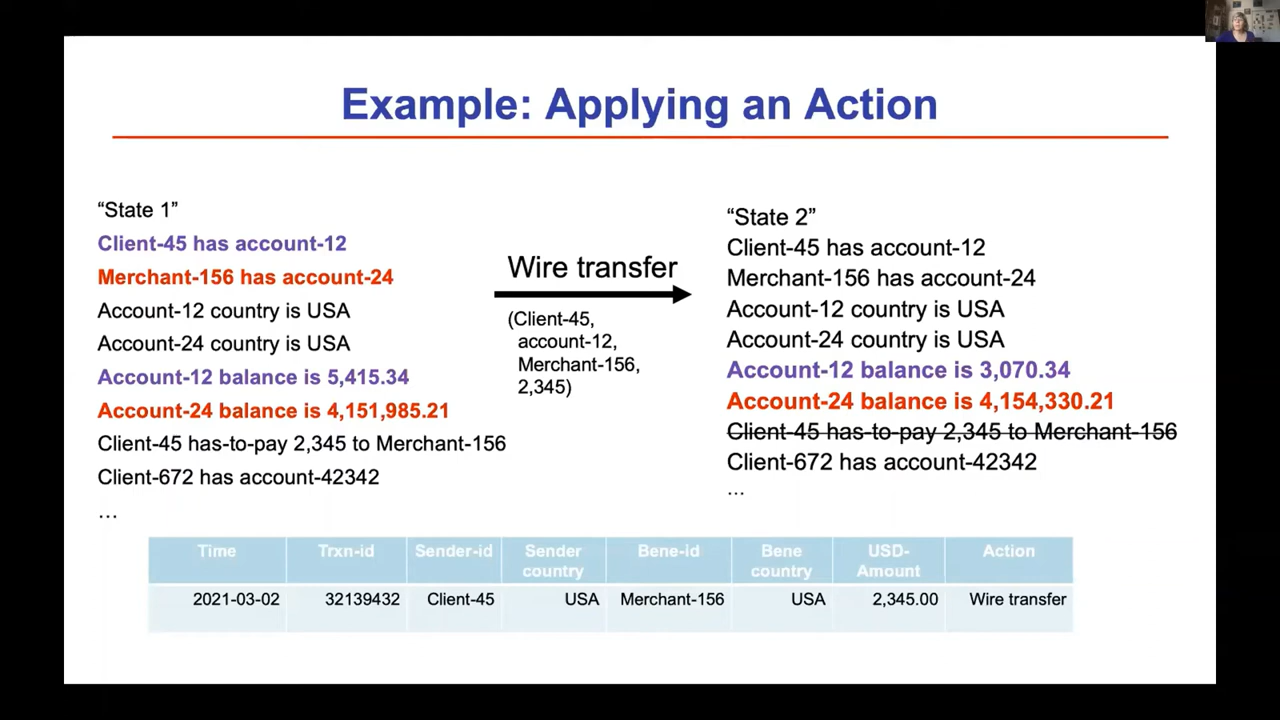 Example: Applying an Action
“State 1”
Client-45 has account-12
Merchant-156 has account-24
Account-12 country is USA
Account-24 country is USA
Account-12 balance is 5,415.34
Account-24 balance is 4,151,985.21
Client-45 has-to-pay 2,345 to Merchant-156
Client-672 has account-42342
…
Wire transfer
(Client-45,
account-12,
Merchant-156,
2,345)
“State 2”
Client-45 has account-12
Merchant-156 has account-24
Account-12 country is USA
Account-24 country is USA
Account-12 balance is 3,070.34
Account-24 balance is 4,154,330.21
Client-45 has-to-pay 2,345 to Merchant-156
Client-672 has account-42342
…
Time Trxn-id Sender-id Sender country Bene-id Bene country USD-Amount Action
2021-03-02 32139432 Client-45 USA Merchant-156 USA 2,345.00 Wire transfer